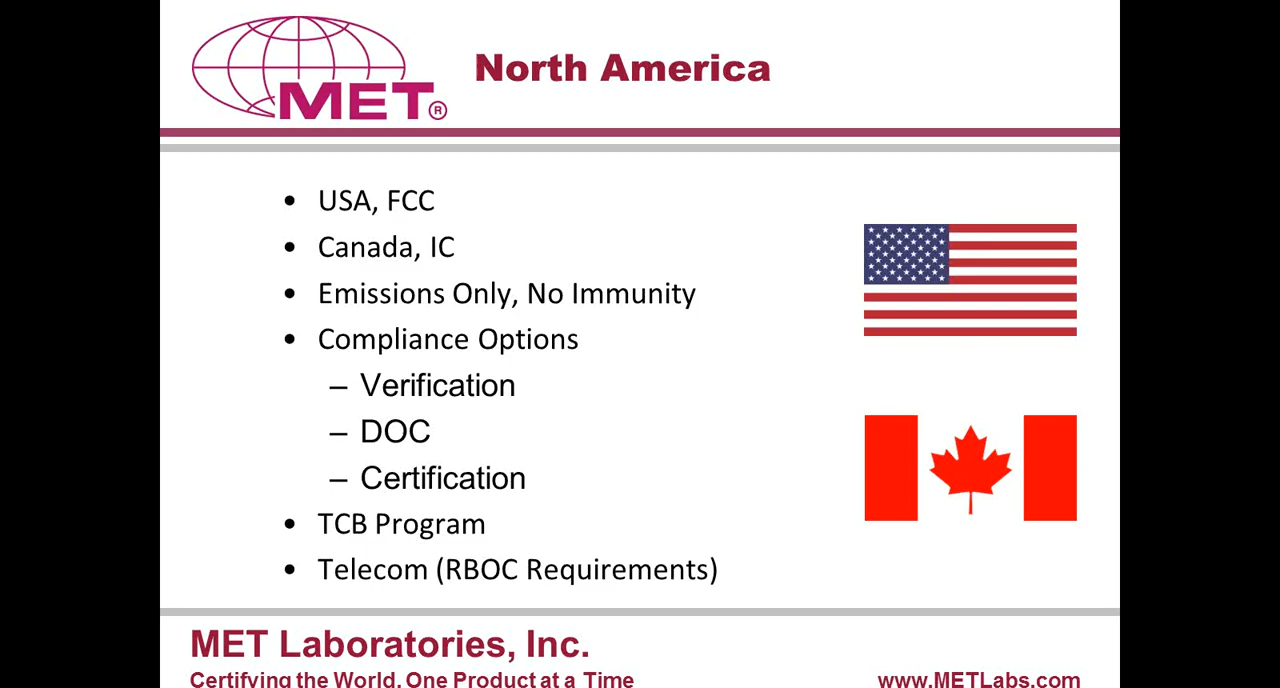 MET®
North America
• USA, FCC
• Canada, IC
• Emissions Only, No Immunity
• Compliance Options
– Verification
– DOC
– Certification
• TCB Program
• Telecom (RBOC Requirements)
MET Laboratories, Inc.
Certifying the World, One Product at a Time
www.METLabs.com